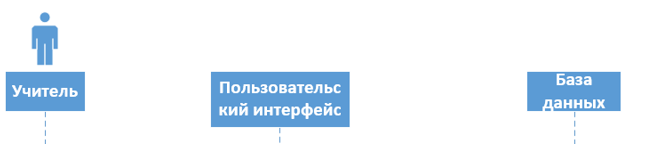 Учитель
Пользовательс
кий интерфейс
База
данных